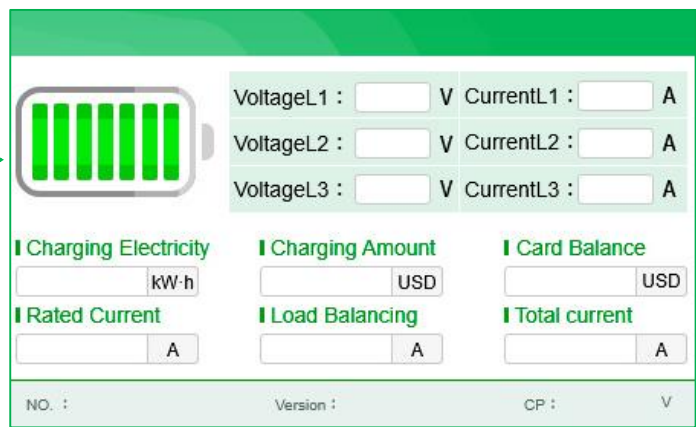 VoltageL1 : V CurrentL1 : A
VoltageL2 : V CurrentL2 : A
VoltageL3 : V CurrentL3 : A
Charging Electricity Charging Amount Card Balance
kW·h USD USD
Rated Current Load Balancing Total current
A A A
NO. : Version : CP : V